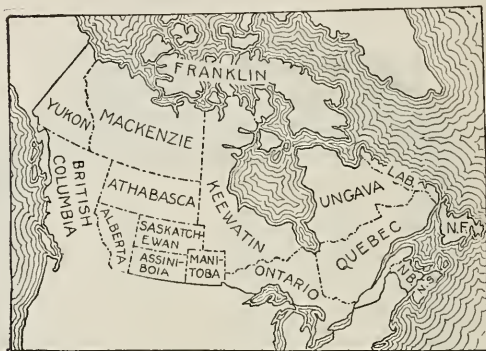 FRANKLIN
YUKON
MACKENZIE
BRITISH
COLUMBIA
ATHABASCA
KEEWATIN
UNGAVA
LAB.
ALBERTA
SASKATCH
EWAN
ASSINI-
BOIA
MANI-
TOBA
ONTARIO
QUEBEC
N.F.
N.B.
N.S.